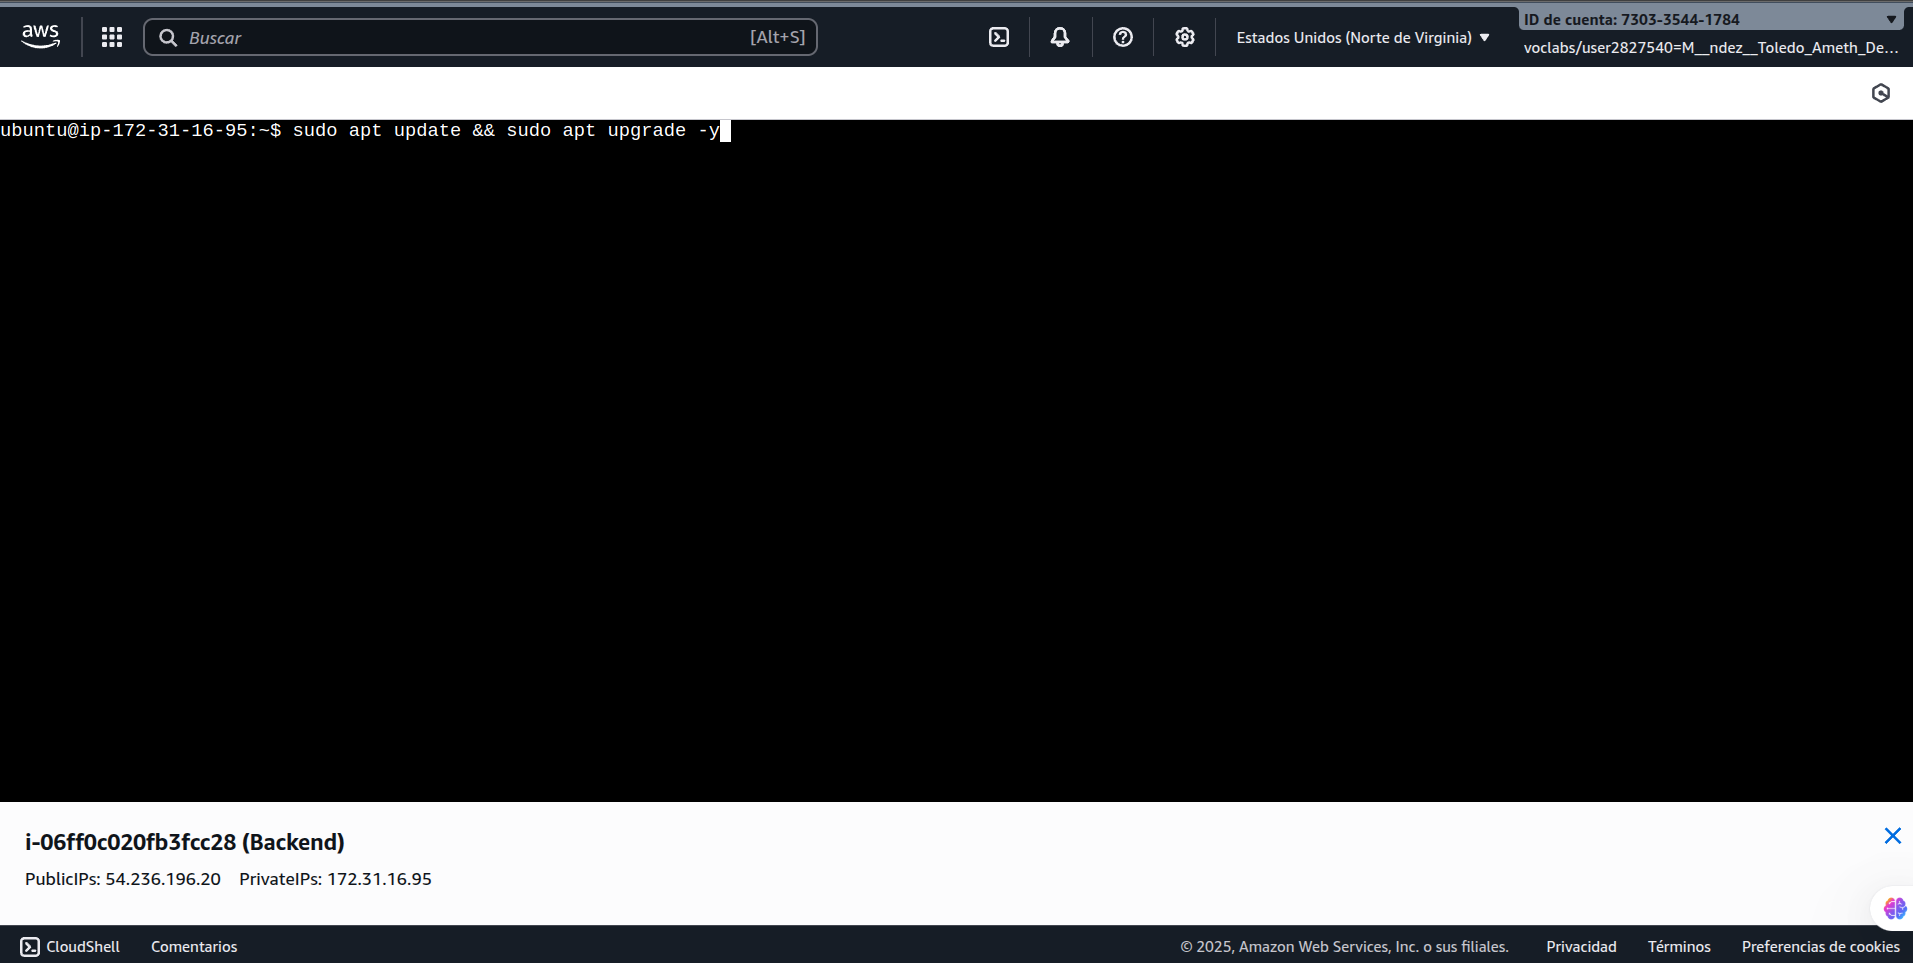 aws
Buscar
[Alt+S]
Estados Unidos (Norte de Virginia)
ID de cuenta: 7303-3544-1784
voclabs/user2827540=M__ndez__Toledo_Ameth_De...
ubuntu@ip-172-31-16-95:~$ sudo apt update && sudo apt upgrade -y
i-06ff0c020fb3fcc28 (Backend)
PublicIPs: 54.236.196.20 PrivateIPs: 172.31.16.95
CloudShell Comentarios © 2025, Amazon Web Services, Inc. o sus filiales. Privacidad Términos Preferencias de cookies